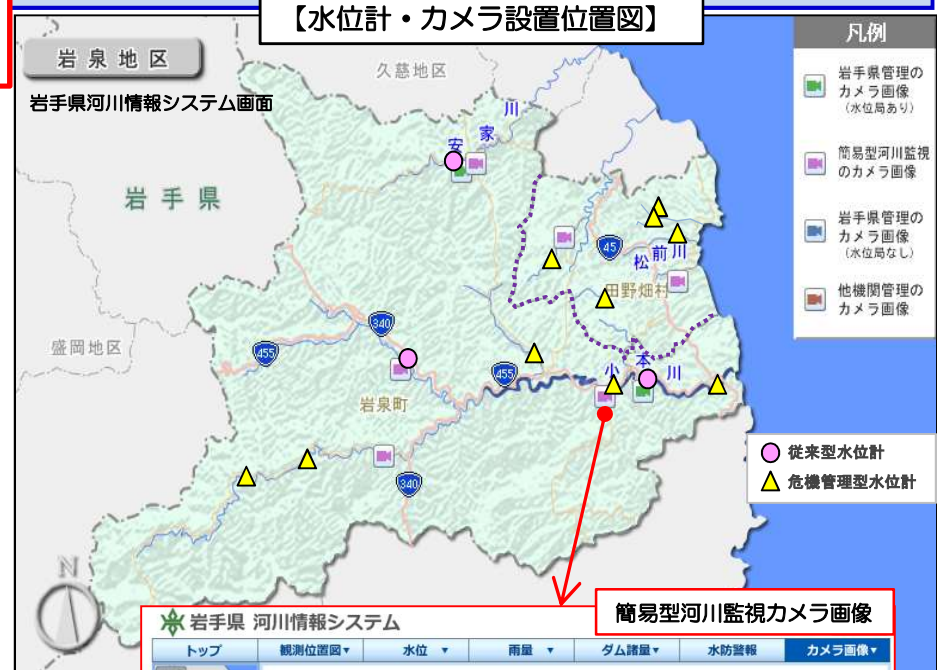 【水位計・カメラ設置位置図】
岩泉地区
岩手県河川情報システム画面
久慈地区
安家川
岩手県
盛岡地区
45
松前川
田野畑村
340
455
455
小本川
岩泉町
340
N
凡例
岩手県管理の
カメラ画像
(水位局あり)
簡易型河川監視
のカメラ画像
岩手県管理の
カメラ画像
(水位局なし)
他機関管理の
カメラ画像
従来型水位計
危機管理型水位計
簡易型河川監視カメラ画像
岩手県 河川情報システム
トップ 観測位置図▼ 水位 ▼ 雨量 ▼ ダム諸量▼ 水防警報 カメラ画像▼